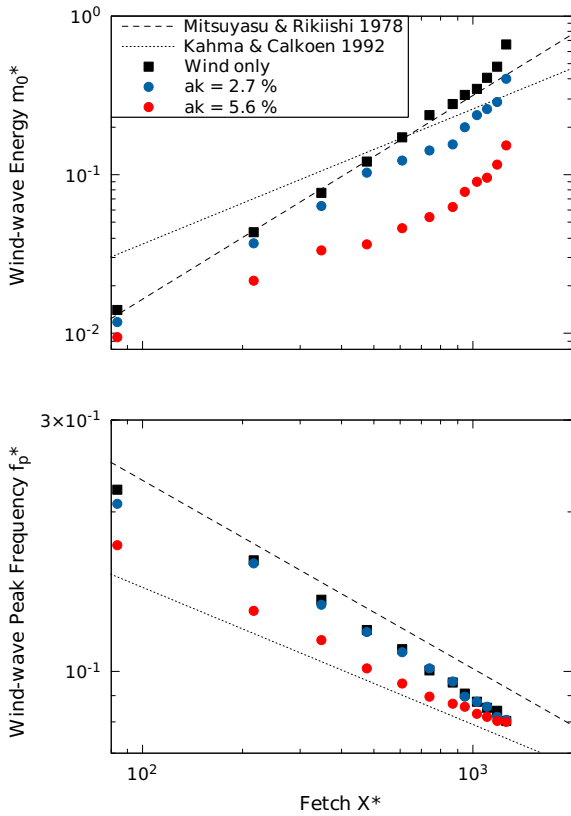 10⁰
Mitsuyasu & Rikiishi 1978
Kahma & Calkoen 1992
Wind only
ak = 2.7 %
ak = 5.6 %
Wind-wave Energy m₀*
10⁻¹
10⁻²
3×10⁻¹
Wind-wave Peak Frequency fₚ*
10⁻¹
10²
10³
Fetch X*